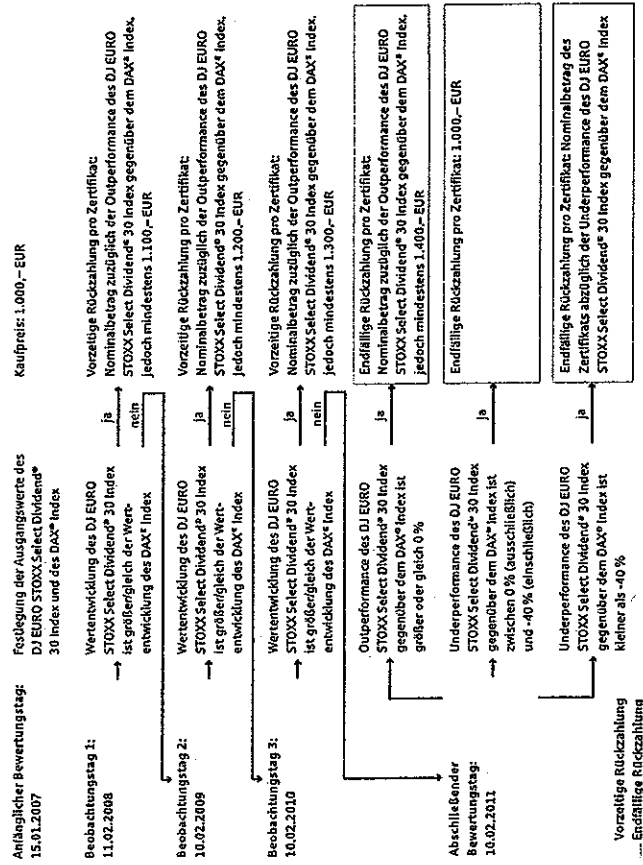 Anfänglicher Bewertungstag:
15.01.2007
Festlegung der Ausgangswerte des
DJ EURO STOXX Select Dividend®
30 Index und des DAX® Index
Kaufpreis: 1.000,– EUR
Beobachtungstag 1:
11.02.2008
Wertentwicklung des DJ EURO
STOXX Select Dividend® 30 Index
ist größer/gleich der Wert-
entwicklung des DAX® Index
ja
nein
Vorzeitige Rückzahlung pro Zertifikat:
Nominalbetrag zuzüglich der Outperformance des DJ EURO
STOXX Select Dividend® 30 Index gegenüber dem DAX® Index,
jedoch mindestens 1.100,– EUR
Beobachtungstag 2:
10.02.2009
Wertentwicklung des DJ EURO
STOXX Select Dividend® 30 Index
ist größer/gleich der Wert-
entwicklung des DAX® Index
ja
nein
Vorzeitige Rückzahlung pro Zertifikat:
Nominalbetrag zuzüglich der Outperformance des DJ EURO
STOXX Select Dividend® 30 Index gegenüber dem DAX® Index,
jedoch mindestens 1.200,– EUR
Beobachtungstag 3:
10.02.2010
Wertentwicklung des DJ EURO
STOXX Select Dividend® 30 Index
ist größer/gleich der Wert-
entwicklung des DAX® Index
ja
nein
Vorzeitige Rückzahlung pro Zertifikat:
Nominalbetrag zuzüglich der Outperformance des DJ EURO
STOXX Select Dividend® 30 Index gegenüber dem DAX® Index,
jedoch mindestens 1.300,– EUR
Abschließender
Bewertungstag:
10.02.2011
Outperformance des DJ EURO
STOXX Select Dividend® 30 Index
gegenüber dem DAX® Index ist
größer oder gleich 0 %
ja
Endfällige Rückzahlung pro Zertifikat:
Nominalbetrag zuzüglich der Outperformance des DJ EURO
STOXX Select Dividend® 30 Index gegenüber dem DAX® Index,
jedoch mindestens 1.400,– EUR
Underperformance des DJ EURO
STOXX Select Dividend® 30 Index
gegenüber dem DAX® Index ist
zwischen 0 % (ausschließlich)
und -40 % (einschließlich)
ja
Endfällige Rückzahlung pro Zertifikat: 1.000,– EUR
Underperformance des DJ EURO
STOXX Select Dividend® 30 Index
gegenüber dem DAX® Index ist
kleiner als -40 %
ja
Endfällige Rückzahlung pro Zertifikat: Nominalbetrag des
Zertifikats abzüglich der Underperformance des DJ EURO
STOXX Select Dividend® 30 Index gegenüber dem DAX® Index
Vorzeitige Rückzahlung
Endfällige Rückzahlung